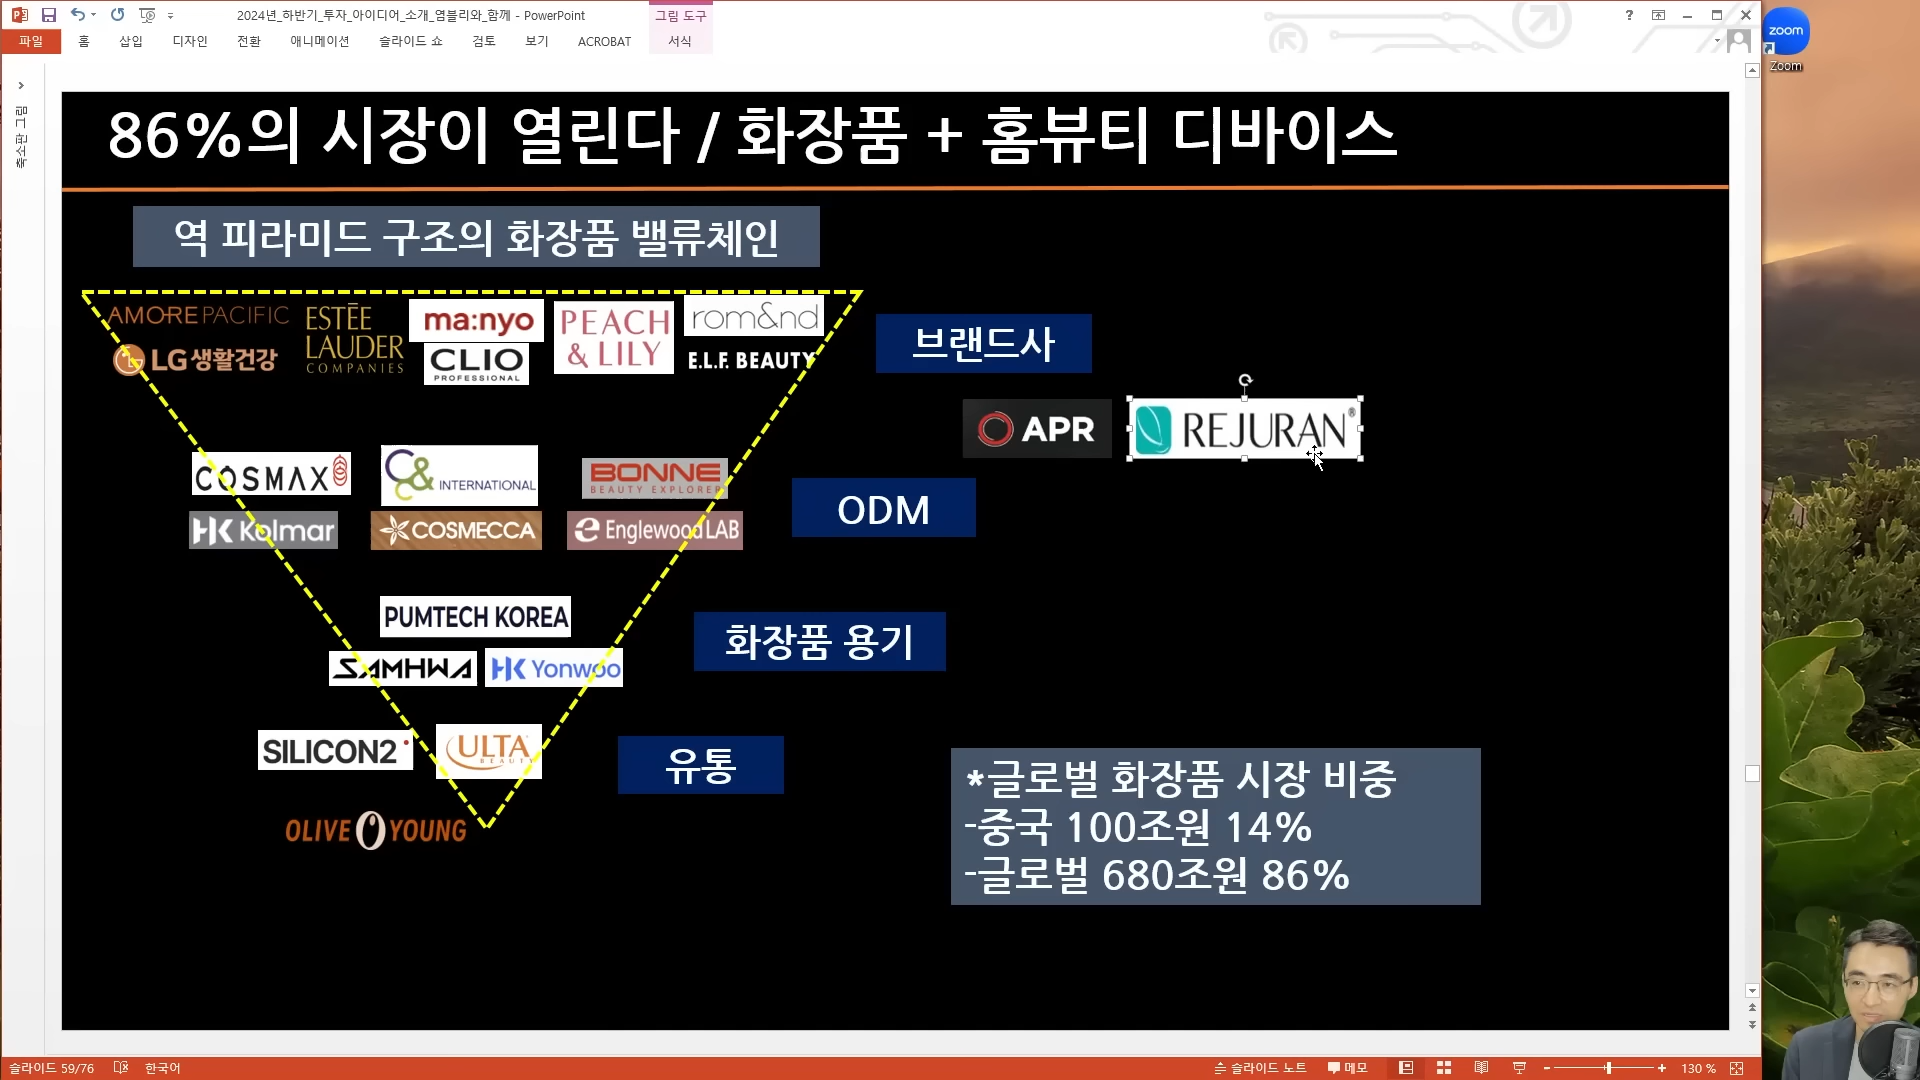 2024년_하반기_투자_아이디어_소개_염블리와_함께 - PowerPoint
그림 도구
?
파일 홈 삽입 디자인 전환 애니메이션 슬라이드 쇼 검토 보기 ACROBAT 서식
zoom
Zoom
축소판 그림
86%의 시장이 열린다 / 화장품 + 홈뷰티 디바이스
역 피라미드 구조의 화장품 밸류체인
AMOREPACIFIC
LG생활건강
ESTĒE
LAUDER
COMPANIES
ma:nyo
CLIO
PROFESSIONAL
PEACH
& LILY
rom&nd
E.L.F. BEAUTY
브랜드사
APR
REJURAN®
COSMAX
C&C INTERNATIONAL
BONNE
BEAUTY EXPLORER
HK Kolmar
COSMECCA
e Englewood LAB
ODM
PUMTECH KOREA
SAMHWA
HK Yonwoo
화장품 용기
SILICON2
ULTA
BEAUTY
OLIVE YOUNG
유통
*글로벌 화장품 시장 비중
-중국 100조원 14%
-글로벌 680조원 86%
슬라이드 59/76 한국어 슬라이드 노트 메모 130 %